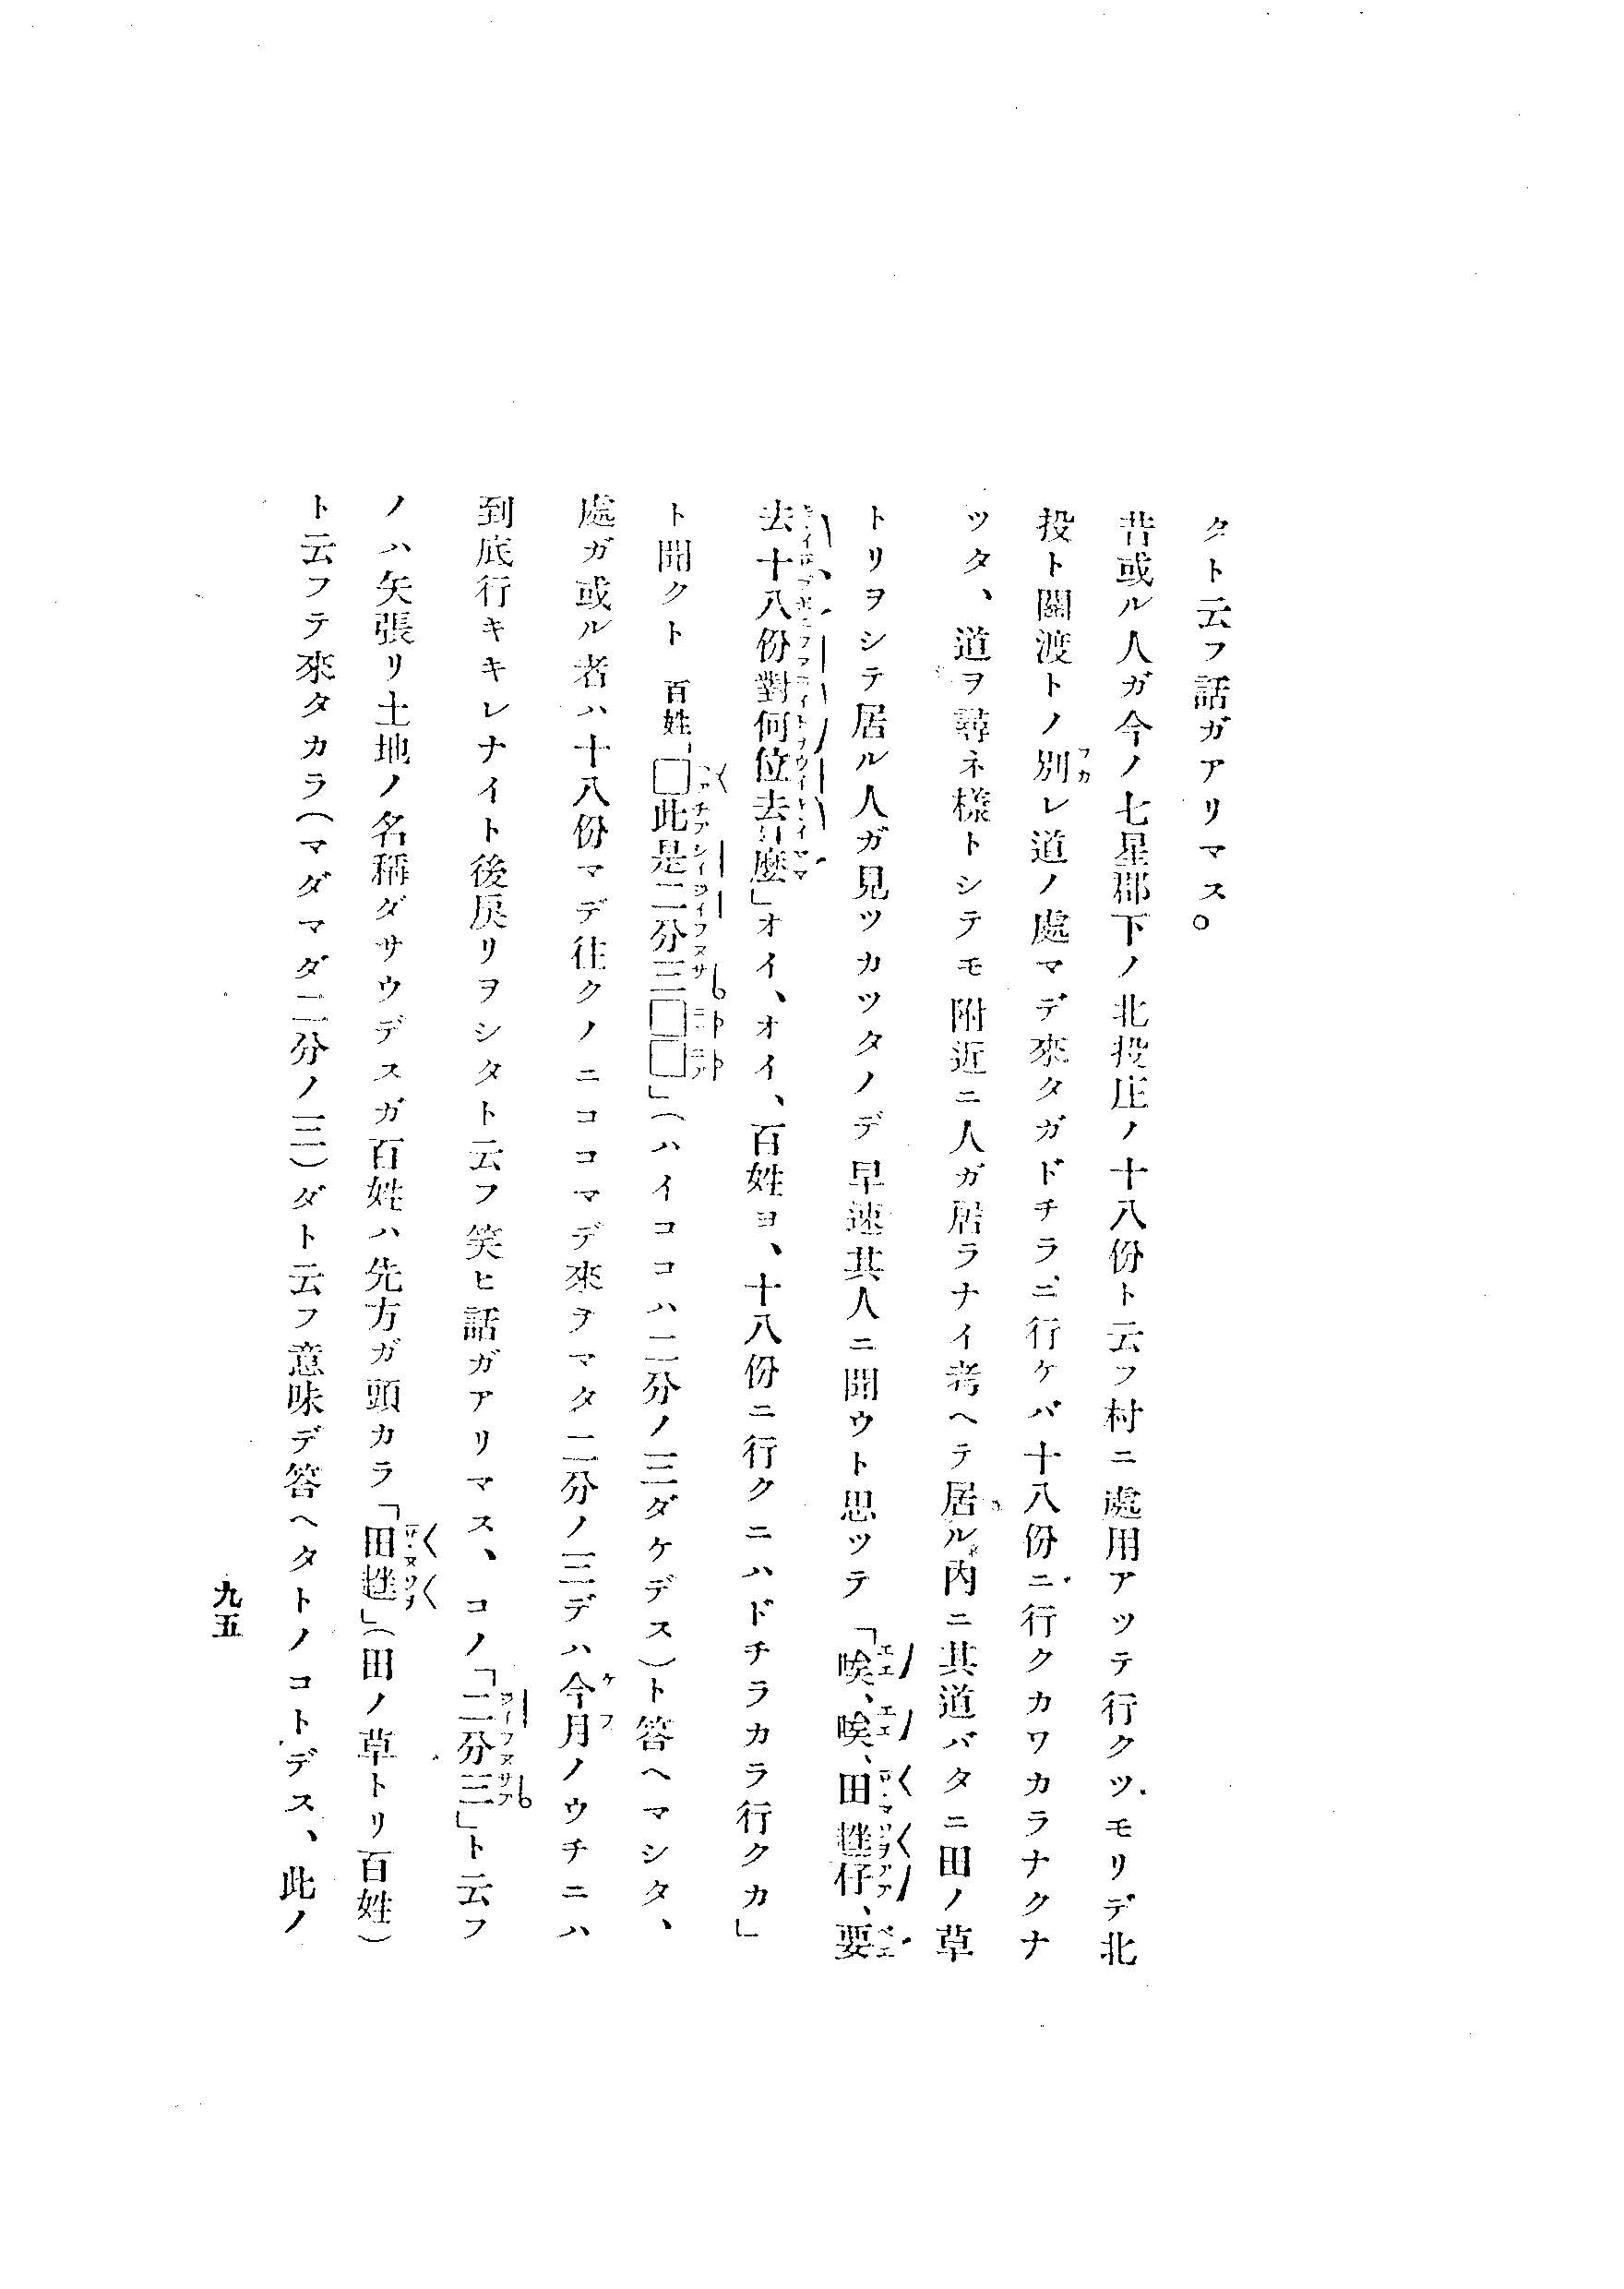 タト云フ話ガアリマス。
昔或ル人ガ今ノ七星郡下ノ北投庄ノ十八份ト云フ村ニ處用アツテ行クツモリデ北
投ト關渡トノ別レ道ノ處マデ來タガドチラニ行ケバ十八份ニ行クカワカラナクナ
ツタ、道ヲ尋ネ様トシテモ附近ニ人ガ居ラナイ考ヘテ居ル内ニ其道バタニ田ノ草
トリヲシテ居ル人ガ見ツカツタノデ早速其人ニ聞ウト思ツテ「唉、唉、田𨑨仔、要
去十八份對何位去什麼」オイ、オイ、百姓ヨ、十八份ニ行クニハドチラカラ行クカ」
ト聞クト 百姓「□此是二分三□□」(ハイココハ二分ノ三ダケデス)ト答ヘマシタ、
處ガ或ル者ハ十八份マデ往クノニココマデ來ヲマタ二分ノ三デハ今月ノウチニハ
到底行キキレナイト後戾リヲシタト云フ笑ヒ話ガアリマス、コノ「二分三」ト云フ
ノハ矢張リ土地ノ名稱ダサウデスガ百姓ハ先方ガ頭カラ「田」(田ノ草トリ百姓)
ト云フテ來タカラ(マダマダ二分ノ三)ダト云フ意味デ答ヘタトノコトデス、此ノ
九五